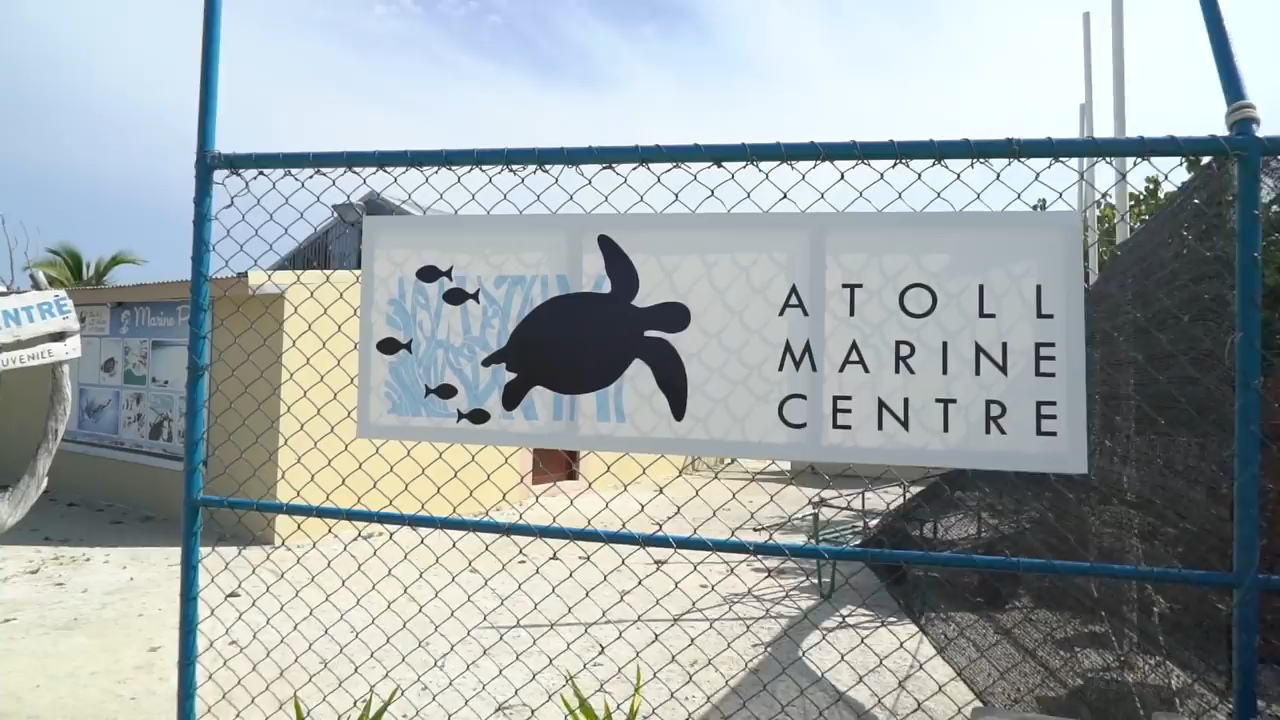 NTRE
UVENILE
Marine P
ATOLL
MARINE
CENTRE